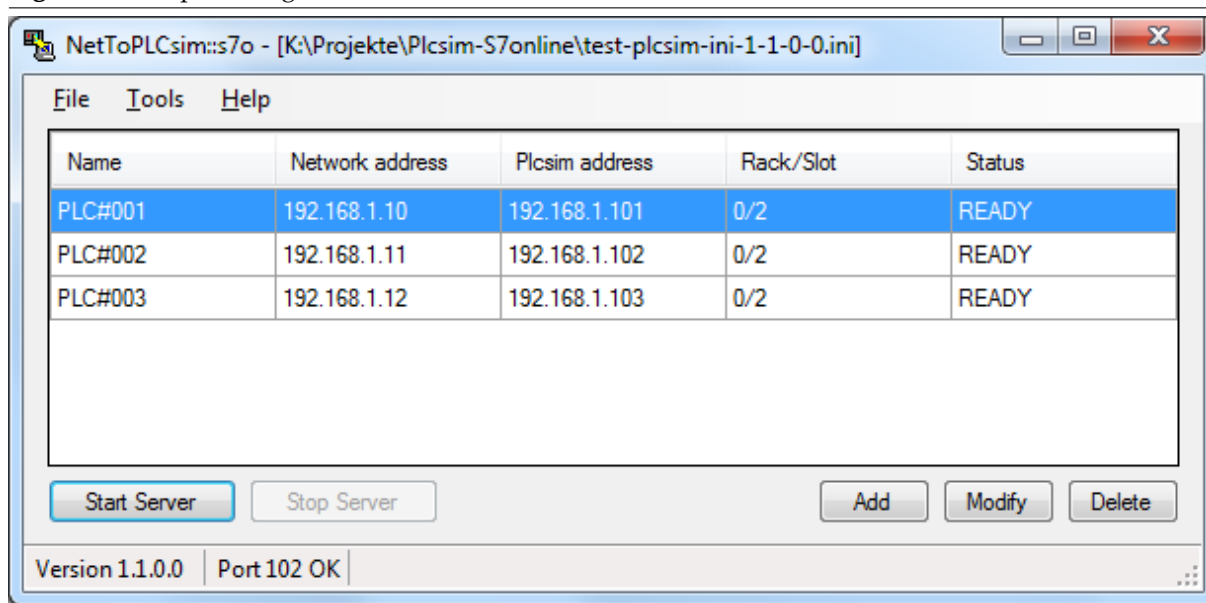 NetToPLCsim::s7o - [K:\Projekte\Plcsim-S7online\test-plcsim-ini-1-1-0-0.ini]
File Tools Help
Name Network address Plcsim address Rack/Slot Status
PLC#001 192.168.1.10 192.168.1.101 0/2 READY
PLC#002 192.168.1.11 192.168.1.102 0/2 READY
PLC#003 192.168.1.12 192.168.1.103 0/2 READY
Start Server Stop Server Add Modify Delete
Version 1.1.0.0 Port 102 OK